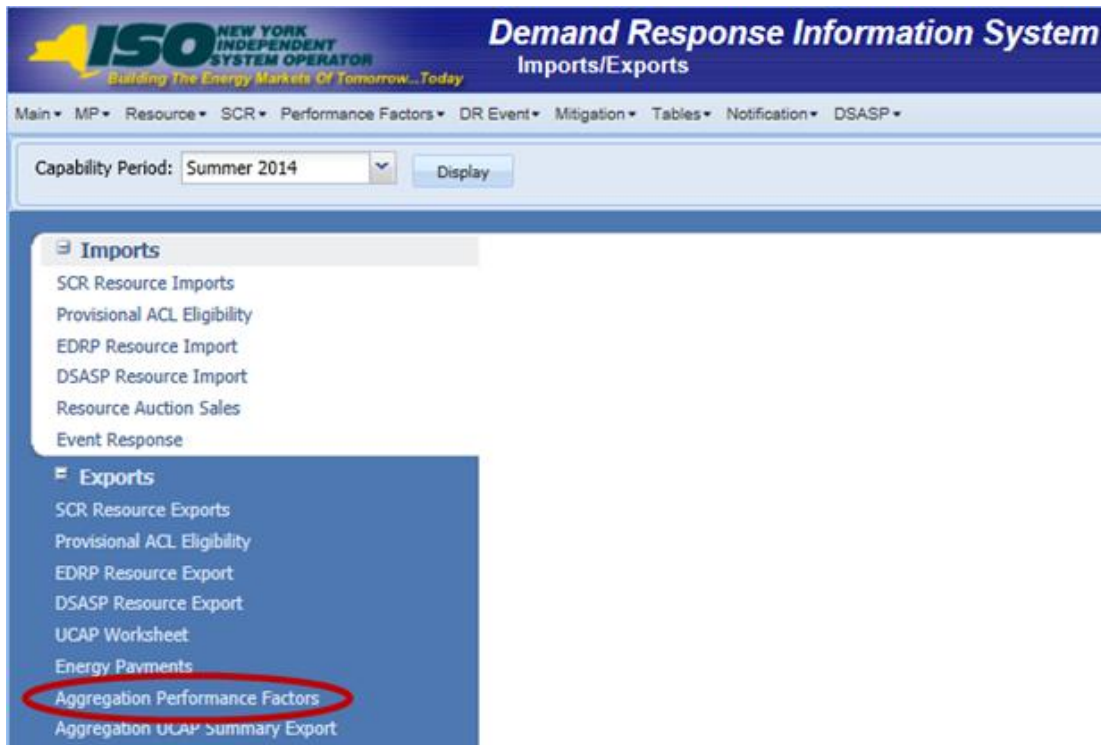 ISO NEW YORK
INDEPENDENT
SYSTEM OPERATOR
Building The Energy Markets Of Tomorrow...Today
Demand Response Information System
Imports/Exports
Main MP Resource SCR Performance Factors DR Event Mitigation Tables Notification DSASP
Capability Period: Summer 2014 Display
Imports
SCR Resource Imports
Provisional ACL Eligibility
EDRP Resource Import
DSASP Resource Import
Resource Auction Sales
Event Response
Exports
SCR Resource Exports
Provisional ACL Eligibility
EDRP Resource Export
DSASP Resource Export
UCAP Worksheet
Energy Payments
Aggregation Performance Factors
Aggregation UCAP Summary Export